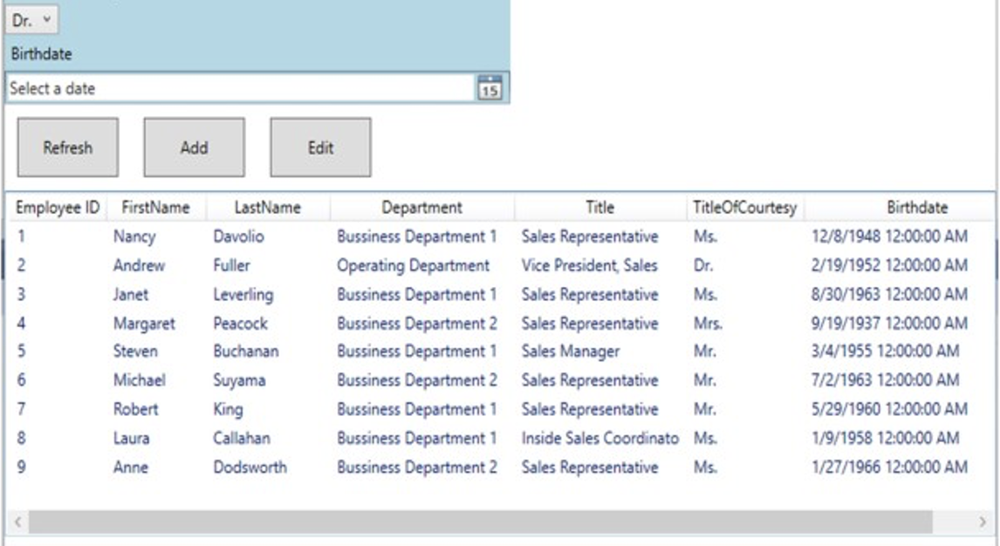 Dr.
Birthdate
Select a date 15
Refresh Add Edit
Employee ID FirstName LastName Department Title TitleOfCourtesy Birthdate
1 Nancy Davolio Bussiness Department 1 Sales Representative Ms. 12/8/1948 12:00:00 AM
2 Andrew Fuller Operating Department Vice President, Sales Dr. 2/19/1952 12:00:00 AM
3 Janet Leverling Bussiness Department 1 Sales Representative Ms. 8/30/1963 12:00:00 AM
4 Margaret Peacock Bussiness Department 2 Sales Representative Mrs. 9/19/1937 12:00:00 AM
5 Steven Buchanan Bussiness Department 1 Sales Manager Mr. 3/4/1955 12:00:00 AM
6 Michael Suyama Bussiness Department 2 Sales Representative Mr. 7/2/1963 12:00:00 AM
7 Robert King Bussiness Department 1 Sales Representative Mr. 5/29/1960 12:00:00 AM
8 Laura Callahan Bussiness Department 1 Inside Sales Coordinato Ms. 1/9/1958 12:00:00 AM
9 Anne Dodsworth Bussiness Department 2 Sales Representative Ms. 1/27/1966 12:00:00 AM